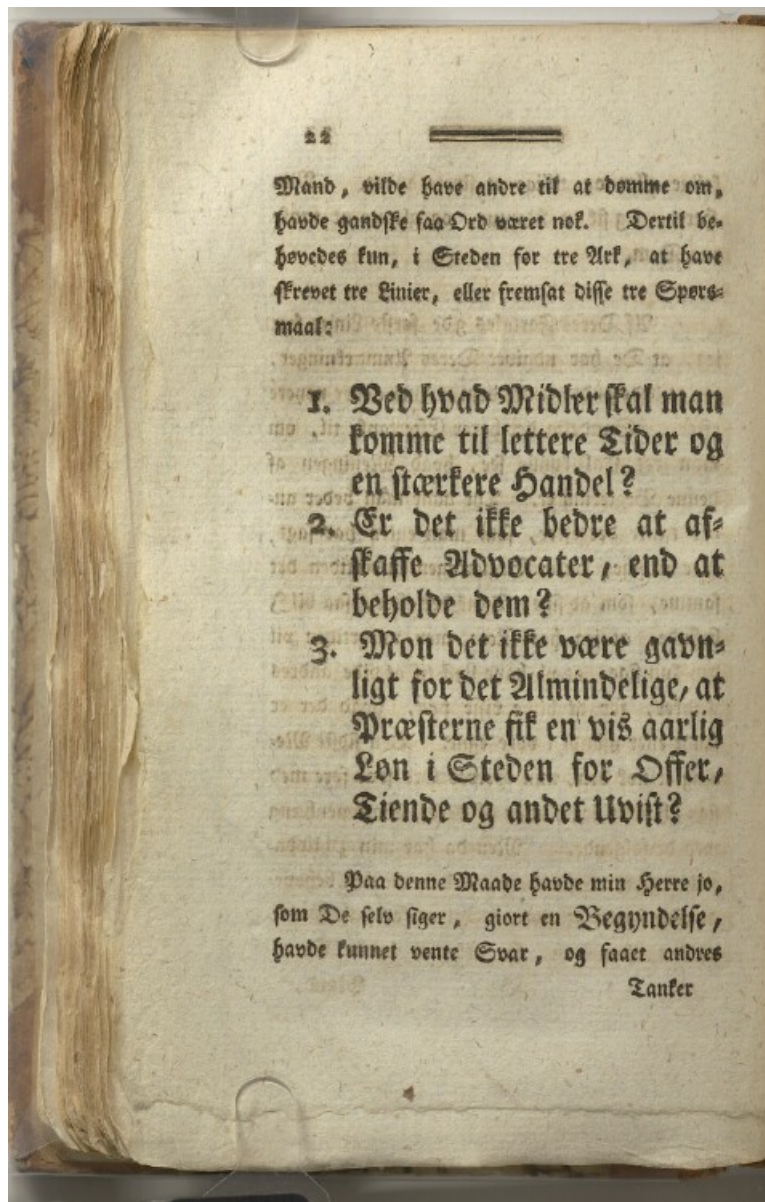 22
Mand, vilde have andre til at dømme om,
havde gandske faa Ord været nok. Dertil be-
høvedes kun, i Steden for tre Ark, at have
skrevet tre Linier, eller fremsat disse tre Spørs-
maal:
1. Ved hvad Midler skal man
komme til lettere Tider og
en stærkere Handel?
2. Er det ikke bedre at af-
skaffe Advocater, end at
beholde dem?
3. Mon det ikke være gavn-
ligt for det Almindelige, at
Præsterne fik en vis aarlig
Løn i Steden for Offer,
Tiende og andet Uvist?
Paa denne Maade havde min Herre jo,
som De selv siger, giort en Begyndelse,
havde kunnet vente Svar, og faaet andres
Tanker